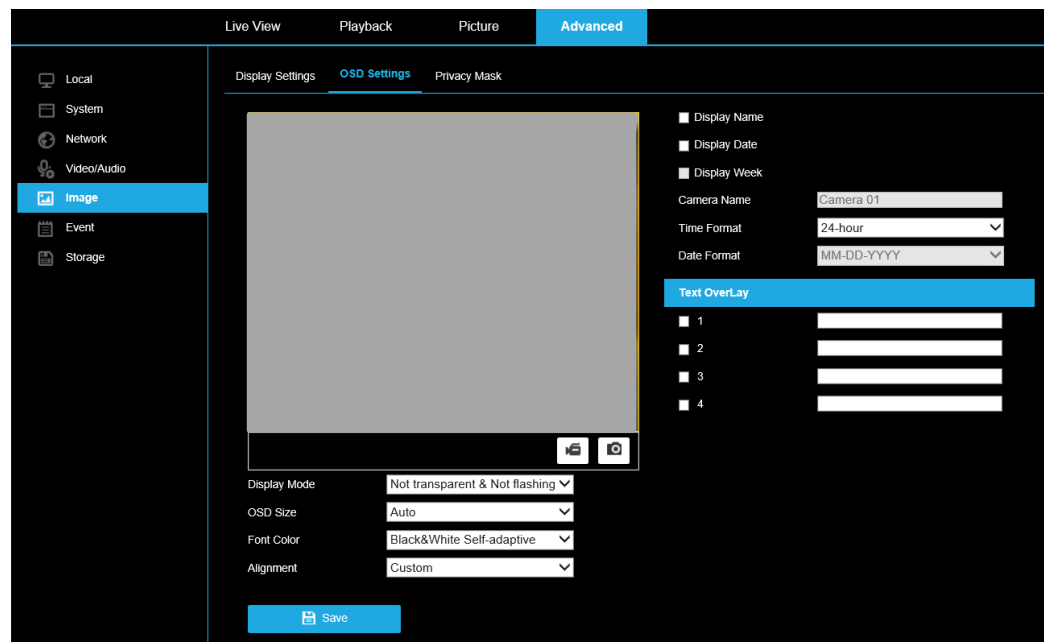 Live View Playback Picture Advanced
Local
System
Network
Video/Audio
Image
Event
Storage
Display Settings OSD Settings Privacy Mask
Display Name
Display Date
Display Week
Camera Name Camera 01
Time Format 24-hour
Date Format MM-DD-YYYY
Text OverLay
1
2
3
4
Display Mode Not transparent & Not flashing
OSD Size Auto
Font Color Black&White Self-adaptive
Alignment Custom
Save